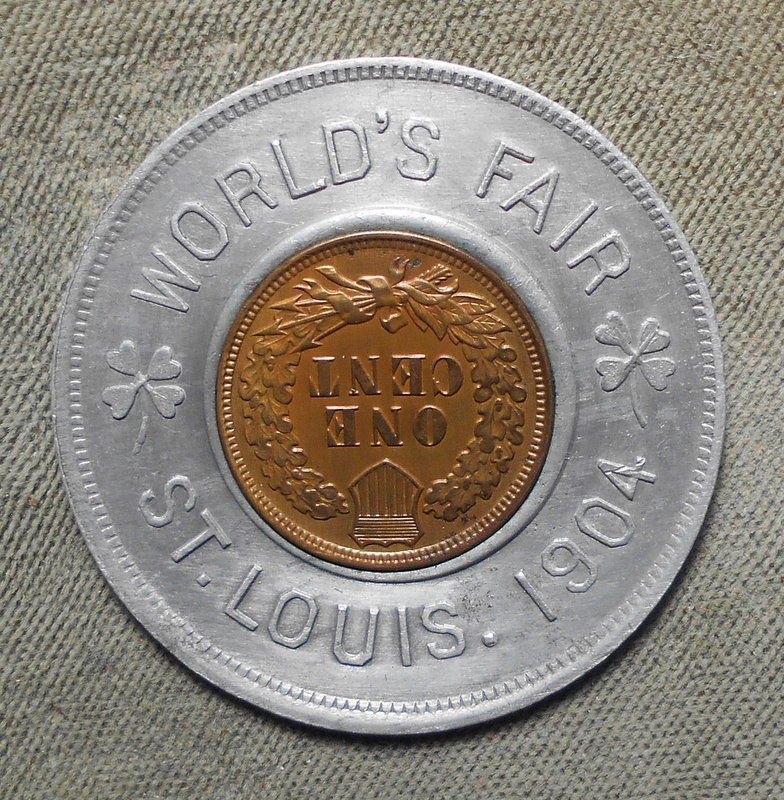 WORLD'S FAIR
ONE
CENT
ST. LOUIS. 1904